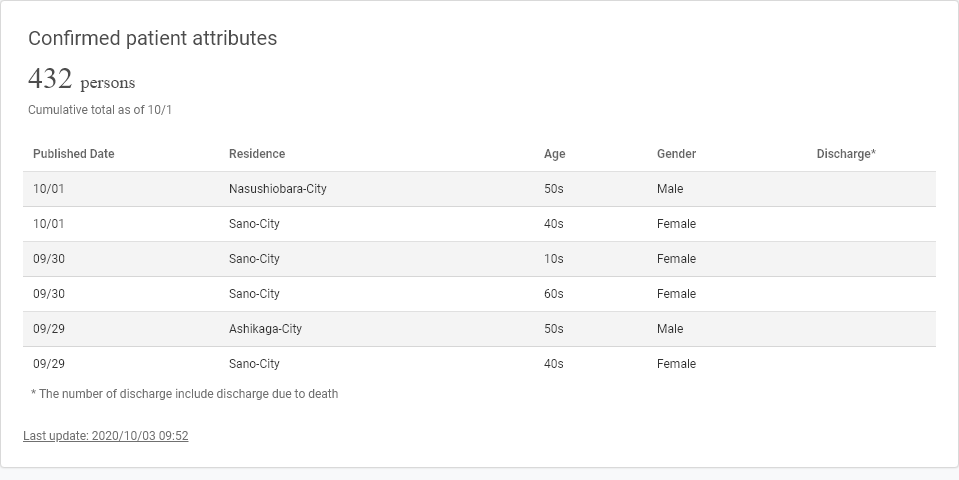 Confirmed patient attributes
432 persons
Cumulative total as of 10/1
Published Date Residence Age Gender Discharge*
10/01 Nasushiobara-City 50s Male
10/01 Sano-City 40s Female
09/30 Sano-City 10s Female
09/30 Sano-City 60s Female
09/29 Ashikaga-City 50s Male
09/29 Sano-City 40s Female
* The number of discharge include discharge due to death
Last update: 2020/10/03 09:52